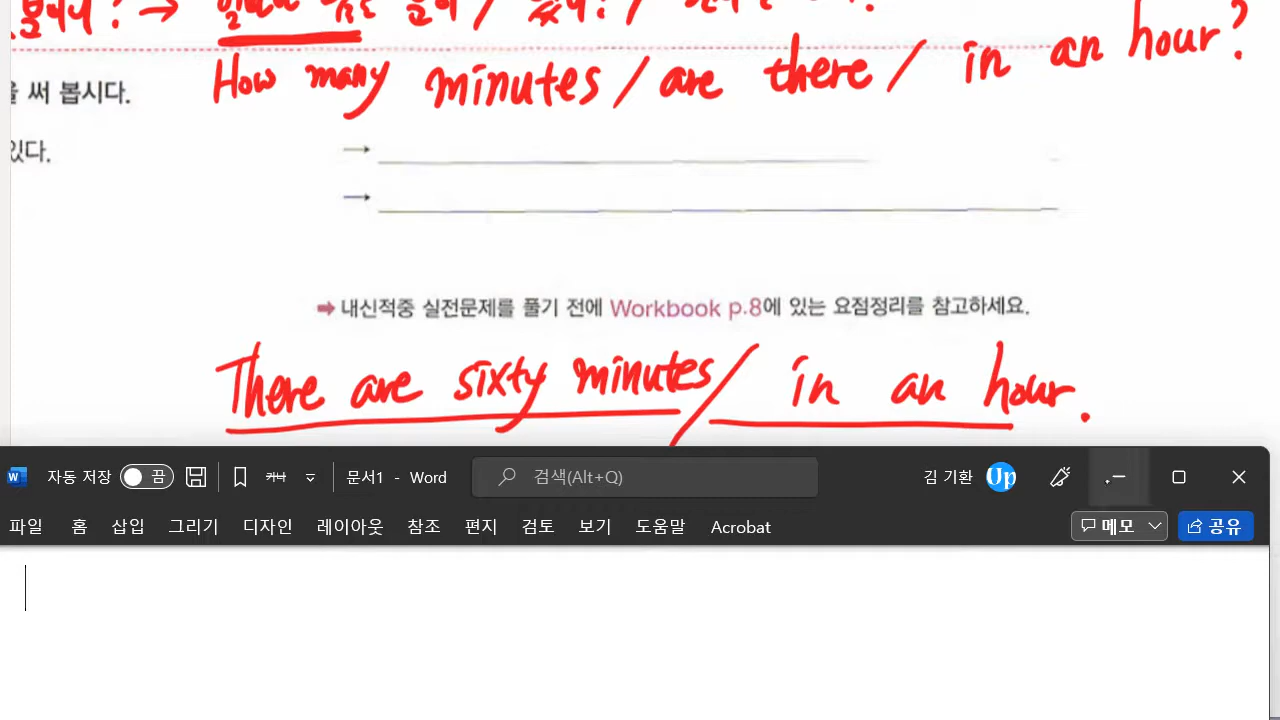 How many minutes / are there / in an hour?
써 봅시다.
있다.
→
→
➡ 내신적중 실전문제를 풀기 전에 Workbook p.8에 있는 요점정리를 참고하세요.
There are sixty minutes / in an hour.
자동 저장 끔 가나 문서1 - Word 검색(Alt+Q) 김 기환 Up
파일 홈 삽입 그리기 디자인 레이아웃 참조 편지 검토 보기 도움말 Acrobat 메모 공유